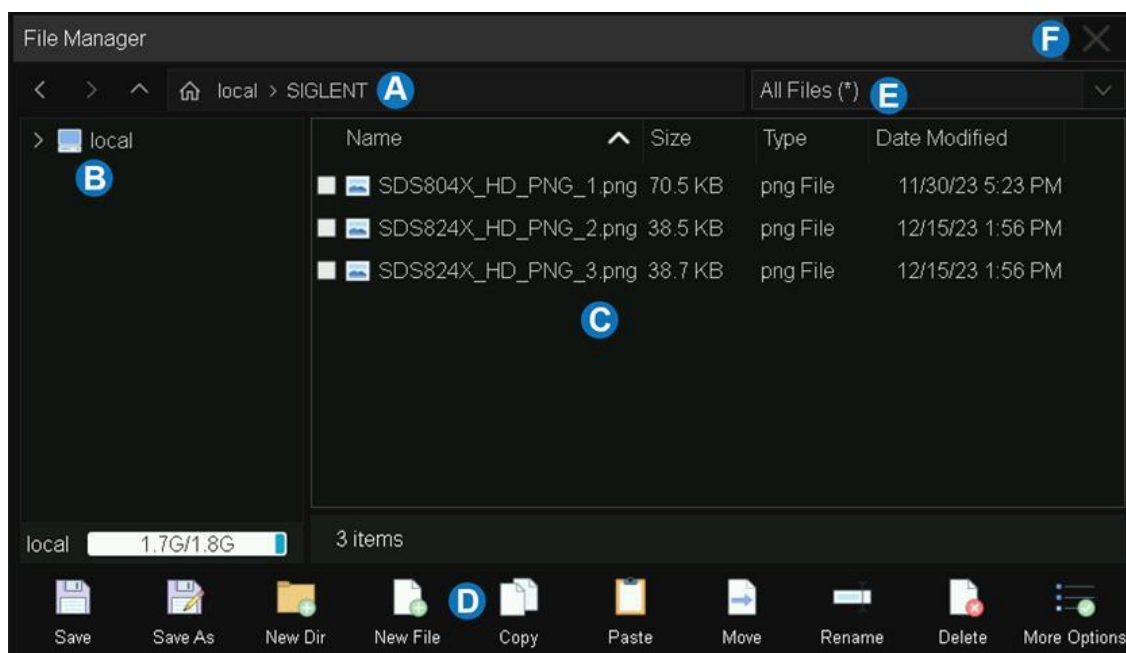 File Manager F
local > SIGLENT A All Files (*) E
local Name Size Type Date Modified
B
SDS804X_HD_PNG_1.png 70.5 KB png File 11/30/23 5:23 PM
SDS824X_HD_PNG_2.png 38.5 KB png File 12/15/23 1:56 PM
SDS824X_HD_PNG_3.png 38.7 KB png File 12/15/23 1:56 PM
C
local 1.7G/1.8G 3 items
D
Save Save As New Dir New File Copy Paste Move Rename Delete More Options